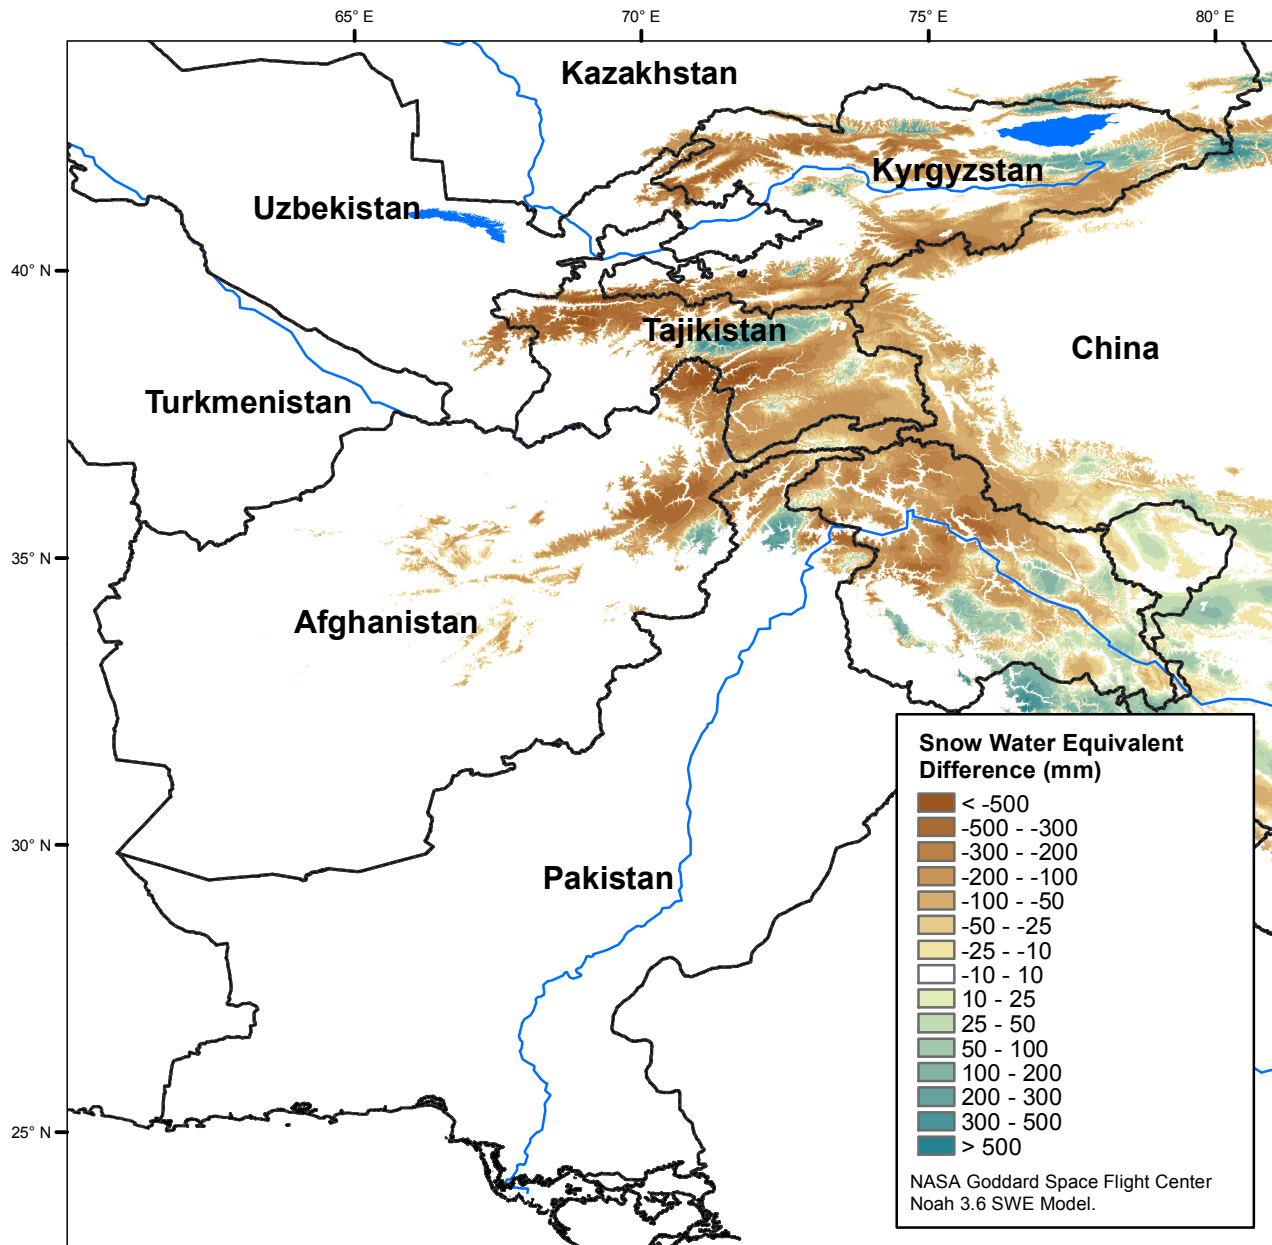 65° E
70° E
75° E
80° E
Kazakhstan
Kyrgyzstan
Uzbekistan
40° N
Tajikistan
China
Turkmenistan
35° N
Afghanistan
Snow Water Equivalent
Difference (mm)
< -500
-500 - -300
-300 - -200
-200 - -100
-100 - -50
-50 - -25
-25 - -10
-10 - 10
10 - 25
25 - 50
50 - 100
100 - 200
200 - 300
300 - 500
> 500
30° N
Pakistan
25° N
NASA Goddard Space Flight Center
Noah 3.6 SWE Model.